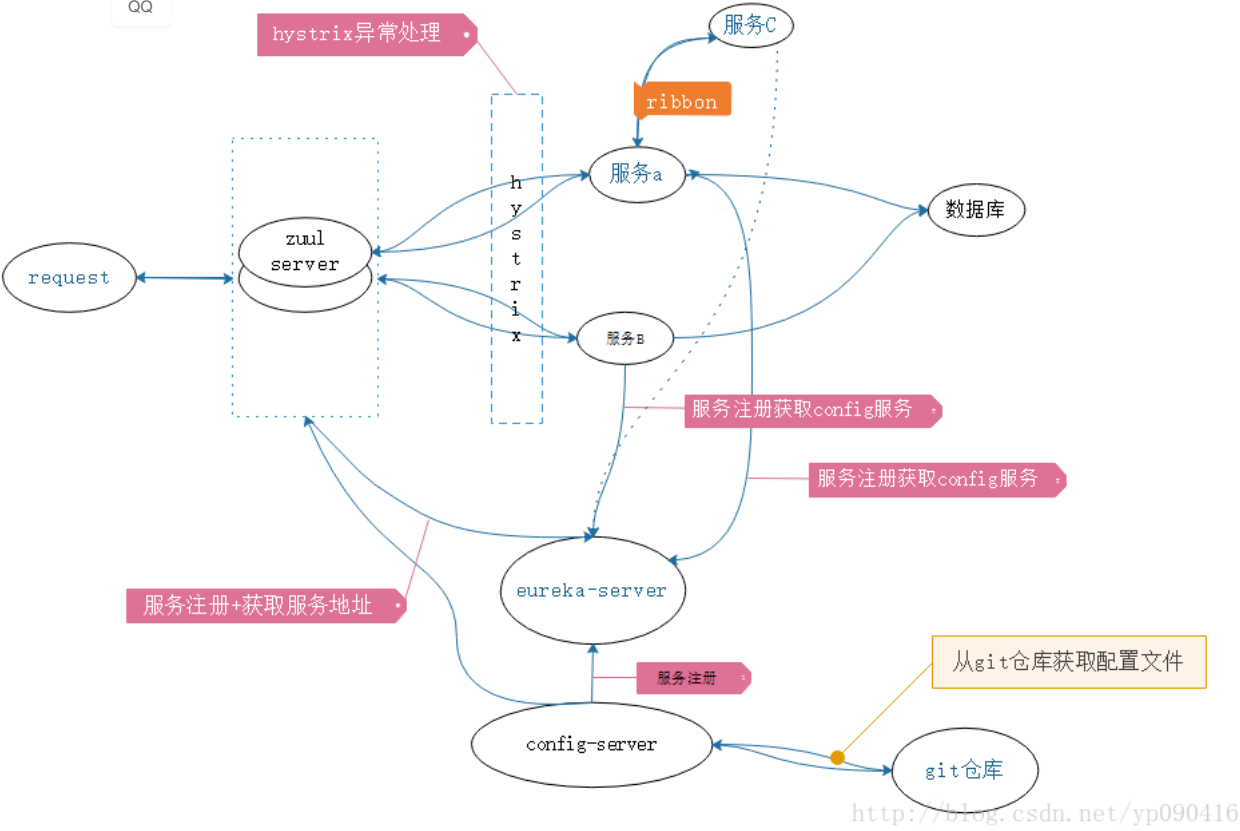 QQ
hystrix异常处理
服务C
ribbon
hystrix
服务a
数据库
zuul
server
request
服务B
服务注册获取config服务
服务注册获取config服务
eureka-server
服务注册+获取服务地址
服务注册
从git仓库获取配置文件
config-server
git仓库
http://blog.csdn.net/yp090416